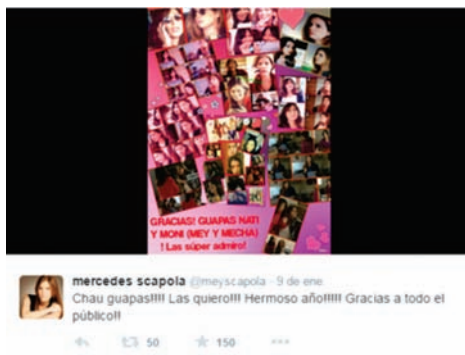 GRACIAS! GUAPAS NATI
Y MONI (MEY Y MECHA)
! Las súper admiro!
mercedes scapola @meyscapola · 9 de ene.
Chau guapas!!!! Las quiero!!! Hermoso año!!!!! Gracias a todo el
público!!
50 150